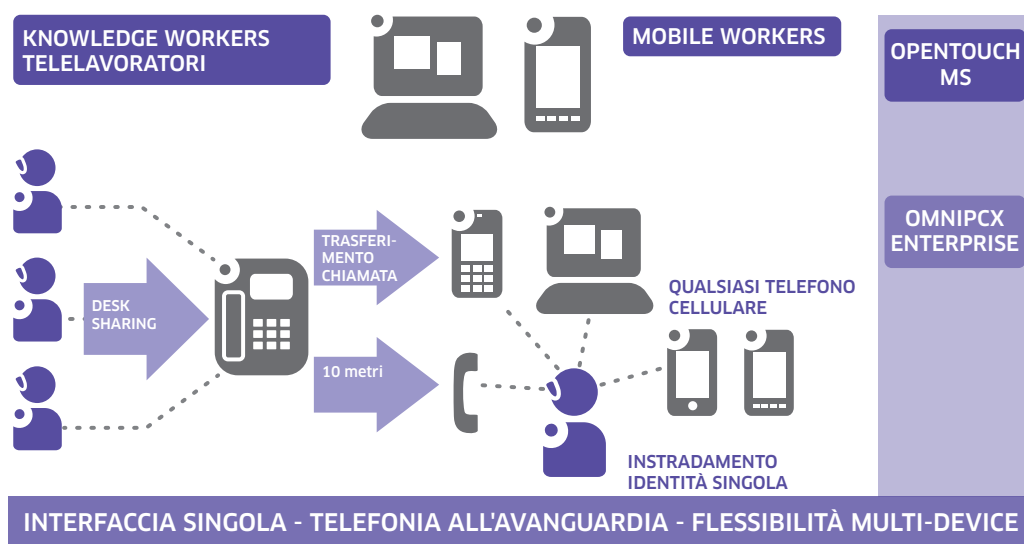 KNOWLEDGE WORKERS
TELELAVORATORI
MOBILE WORKERS
OPENTOUCH
MS
DESK
SHARING
TRASFERI-
MENTO
CHIAMATA
10 metri
QUALSIASI TELEFONO
CELLULARE
INSTRADAMENTO
IDENTITÀ SINGOLA
OMNIPCX
ENTERPRISE
INTERFACCIA SINGOLA - TELEFONIA ALL'AVANGUARDIA - FLESSIBILITÀ MULTI-DEVICE